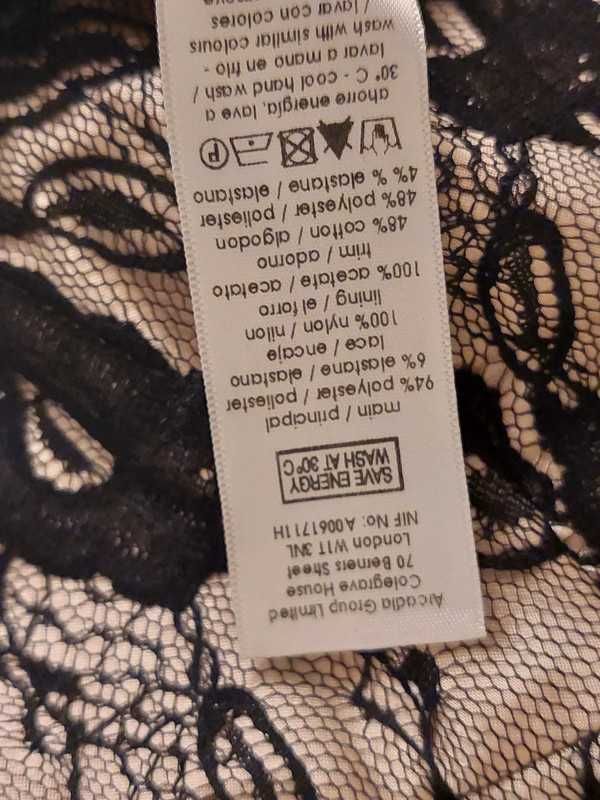 Arcadia Group Limited
Colegrave House
70 Berners Street
London W1T 3NL
NIF No: A0061711H
SAVE ENERGY
WASH AT 30°C
main / principal
94% polyester / poliester
6% elastane / elastano
lace / encaje
100% nylon / nilon
lining / el forro
100% acetate / acetato
trim / adorno
48% cotton / algodon
48% polyester / poliester
4% elastane / elastano
P
ahorre energía, lave a
30° C - cool hand wash /
lavar a mano en frio -
wash with similar colours
/ lavar con colores